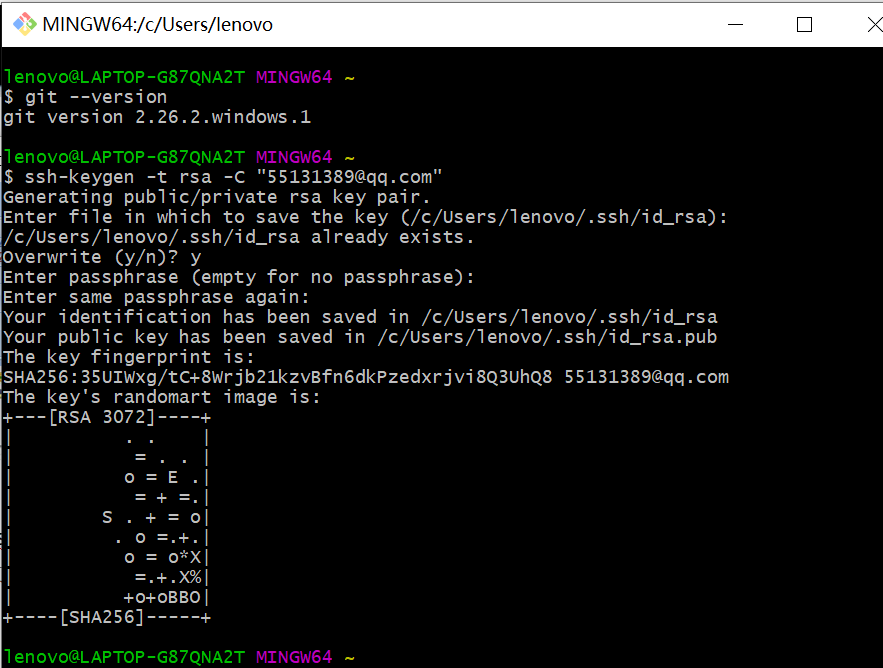 MINGW64:/c/Users/lenovo
lenovo@LAPTOP-G87QNA2T MINGW64 ~
$ git --version
git version 2.26.2.windows.1
lenovo@LAPTOP-G87QNA2T MINGW64 ~
$ ssh-keygen -t rsa -C "55131389@qq.com"
Generating public/private rsa key pair.
Enter file in which to save the key (/c/Users/lenovo/.ssh/id_rsa):
/c/Users/lenovo/.ssh/id_rsa already exists.
Overwrite (y/n)? y
Enter passphrase (empty for no passphrase):
Enter same passphrase again:
Your identification has been saved in /c/Users/lenovo/.ssh/id_rsa
Your public key has been saved in /c/Users/lenovo/.ssh/id_rsa.pub
The key fingerprint is:
SHA256:35UIWxg/tC+8Wrjb21kzvBfn6dkPzedxrjvi8Q3UhQ8 55131389@qq.com
The key's randomart image is:
+---[RSA 3072]----+
|          . .    |
|           = . . |
|          o = E .|
|           = + =.|
|        S . + = o|
|         . o =.+.|
|          o = o*X|
|           =.+.X%|
|          +o+oBBO|
+----[SHA256]-----+
lenovo@LAPTOP-G87QNA2T MINGW64 ~